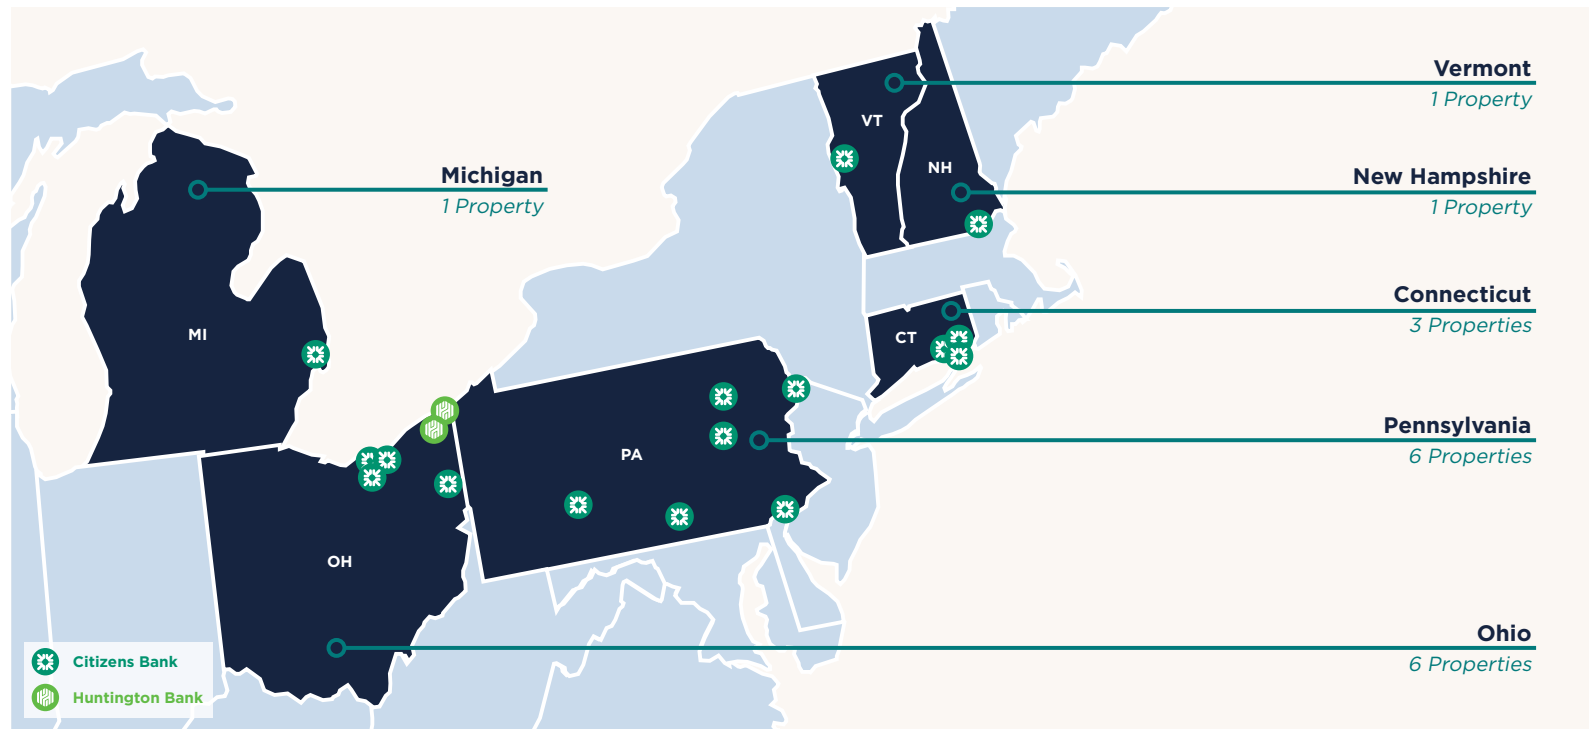 Vermont
1 Property
VT
NH
Michigan
1 Property
New Hampshire
1 Property
Connecticut
3 Properties
MI
CT
Pennsylvania
6 Properties
PA
OH
Ohio
6 Properties
Citizens Bank
Huntington Bank